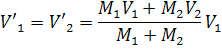 V'₁ = V'₂ = (M₁V₁ + M₂V₂)/(M₁ + M₂) V₁